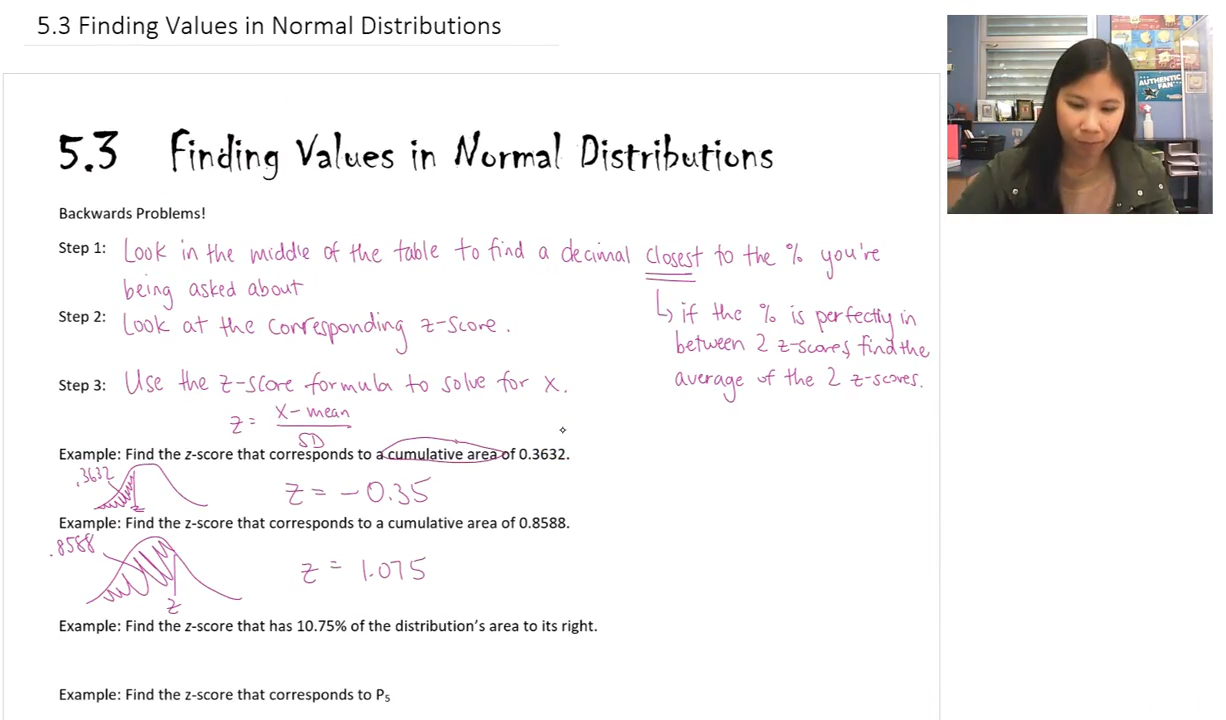 5.3 Finding Values in Normal Distributions
AUTHENTIC
FAN
5.3 Finding Values in Normal Distributions
Backwards Problems!
Step 1: Look in the middle of the table to find a decimal closest to the % you're
being asked about
↳ if the % is perfectly in
between 2 z-scores, find the
average of the 2 z-scores.
Step 2: Look at the corresponding z-score.
Step 3: Use the z-score formula to solve for x.
z = x - mean
SD
Example: Find the z-score that corresponds to a cumulative area of 0.3632.
.3632
z
z = -0.35
Example: Find the z-score that corresponds to a cumulative area of 0.8588.
.8588
z
z = 1.075
Example: Find the z-score that has 10.75% of the distribution's area to its right.
Example: Find the z-score that corresponds to P5